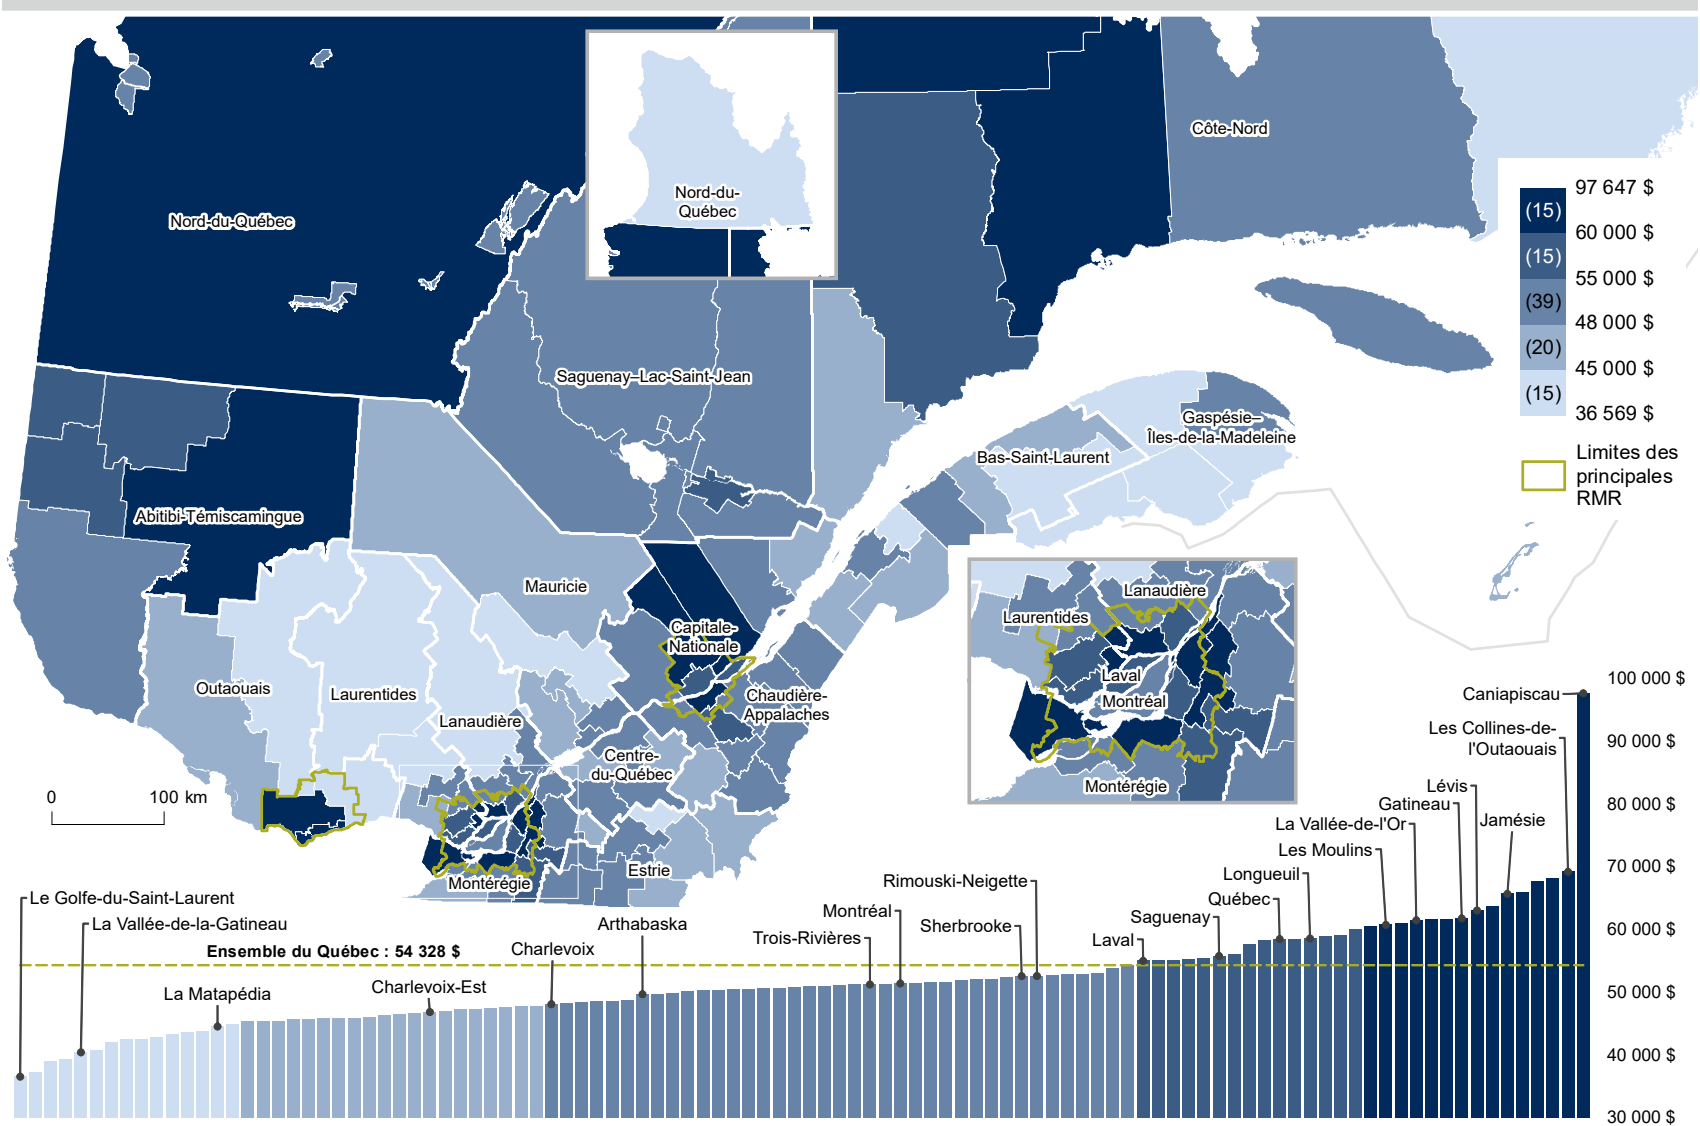 Côte-Nord
Nord-du-
Québec
Nord-du-Québec
97 647 $
(15)
60 000 $
(15)
55 000 $
(39)
48 000 $
(20)
45 000 $
(15)
36 569 $
Limites des
principales
RMR
Saguenay–Lac-Saint-Jean
Gaspésie–
Îles-de-la-Madeleine
Bas-Saint-Laurent
Abitibi-Témiscamingue
Mauricie
Capitale-
Nationale
Outaouais
Laurentides
Lanaudière
Chaudière-
Appalaches
Centre-
du-Québec
Estrie
Montérégie
0 100 km
Lanaudière
Laurentides
Laval
Montréal
Montérégie
100 000 $
90 000 $
80 000 $
70 000 $
60 000 $
50 000 $
40 000 $
30 000 $
Caniapiscau
Les Collines-de-
l'Outaouais
Lévis
Gatineau
Jamésie
La Vallée-de-l'Or
Les Moulins
Longueuil
Québec
Saguenay
Laval
Rimouski-Neigette
Sherbrooke
Montréal
Trois-Rivières
Arthabaska
Charlevoix
Charlevoix-Est
La Matapédia
Ensemble du Québec : 54 328 $
La Vallée-de-la-Gatineau
Le Golfe-du-Saint-Laurent